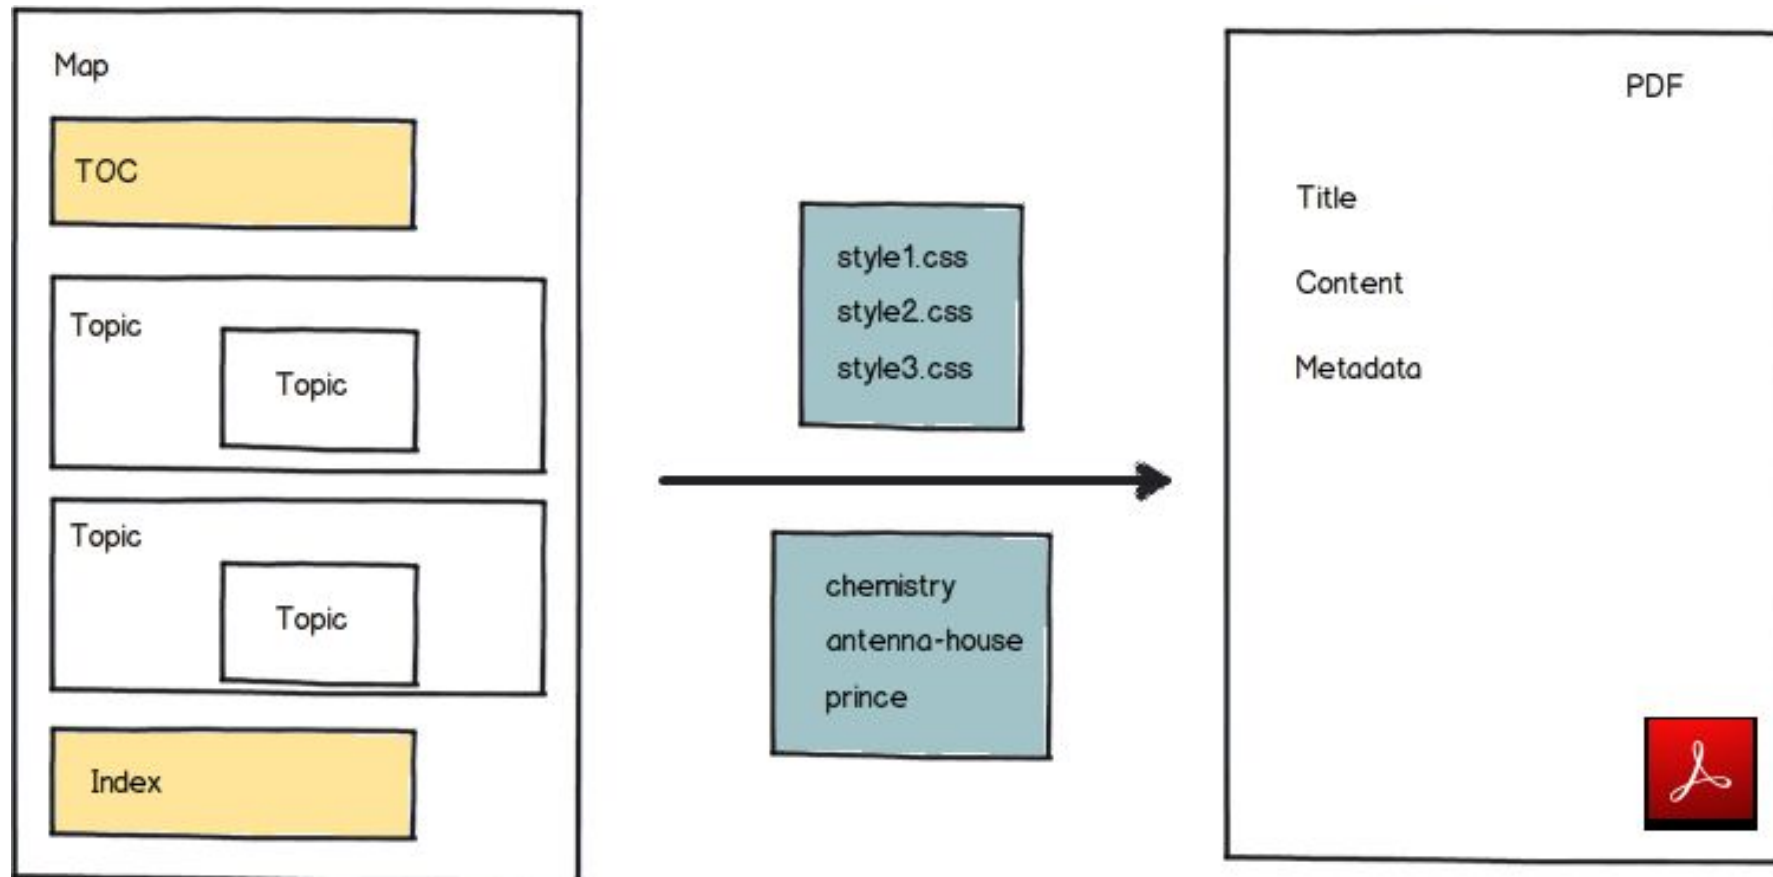 Map
TOC
Topic
Topic
Topic
Topic
Index
style1.css
style2.css
style3.css
chemistry
antenna-house
prince
PDF
Title
Content
Metadata